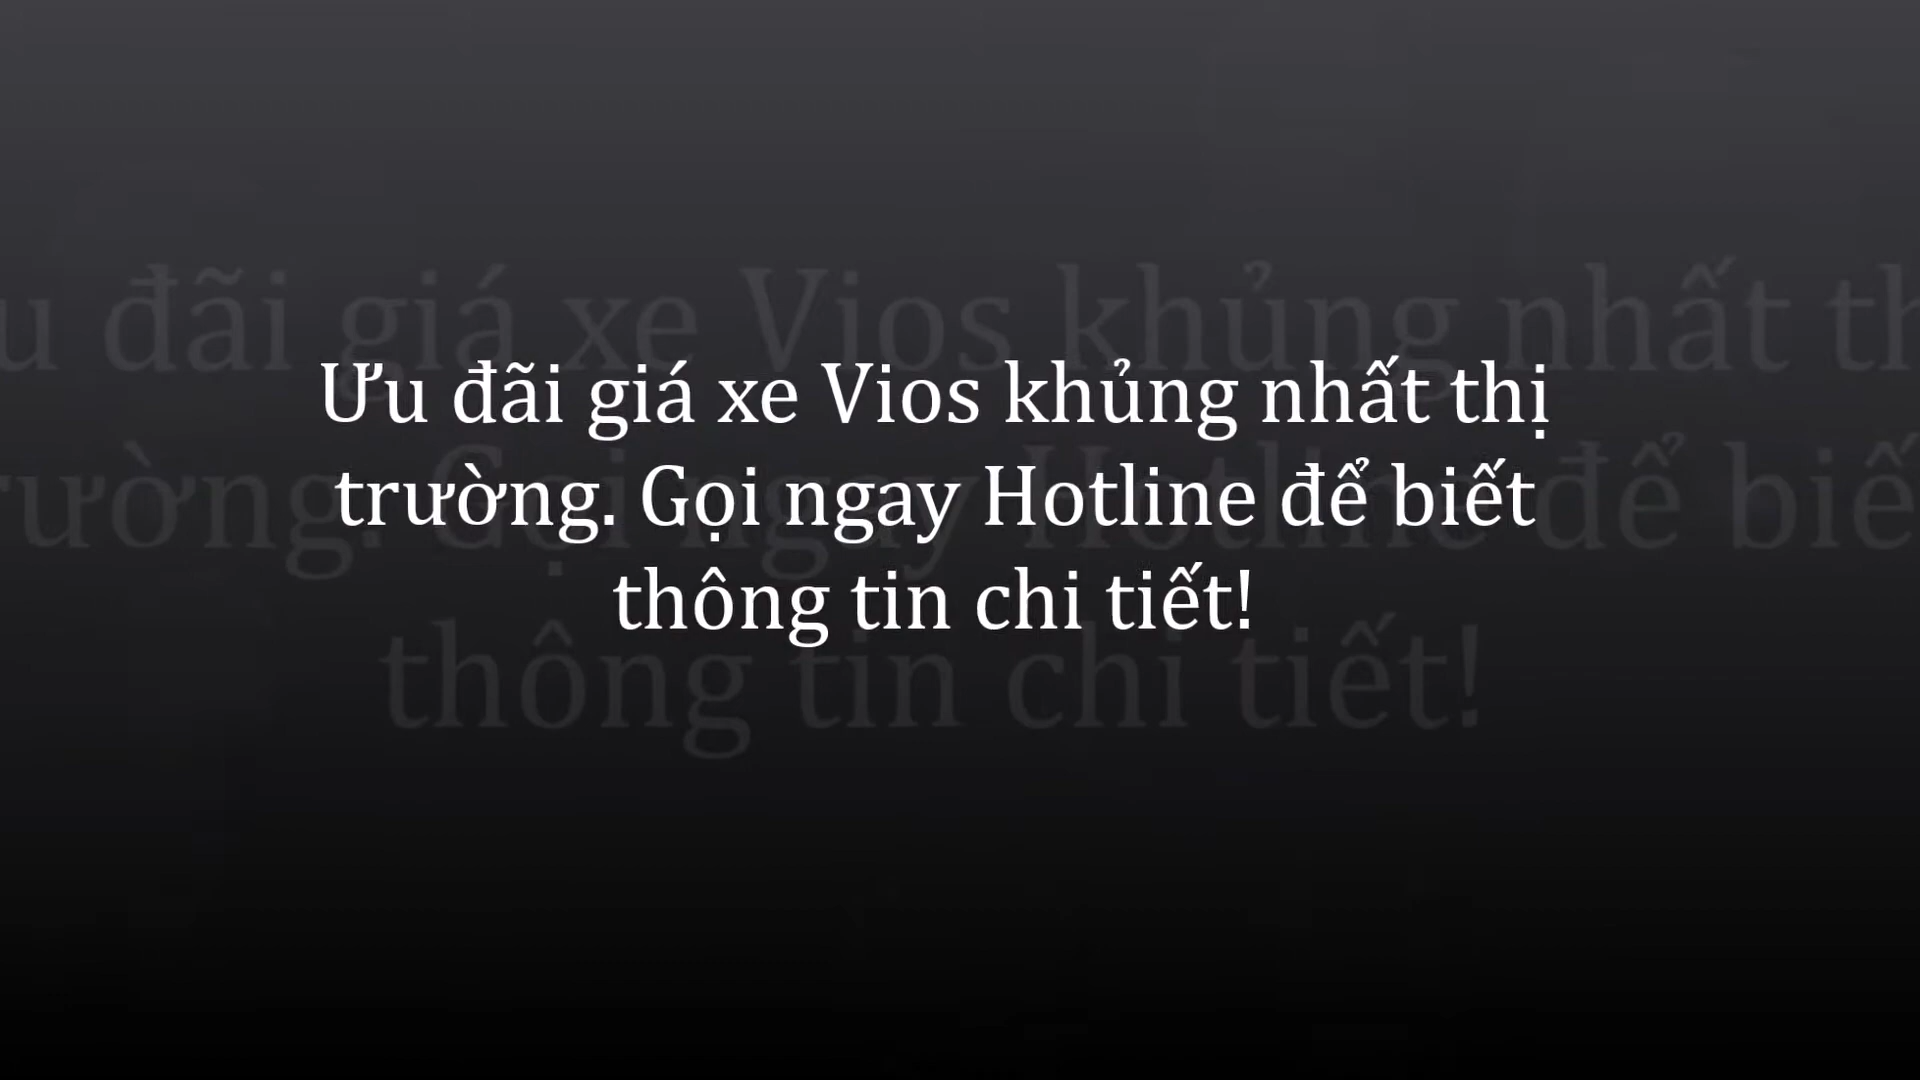 Ưu đãi giá xe Vios khủng nhất thị
trường. Gọi ngay Hotline để biết
thông tin chi tiết!